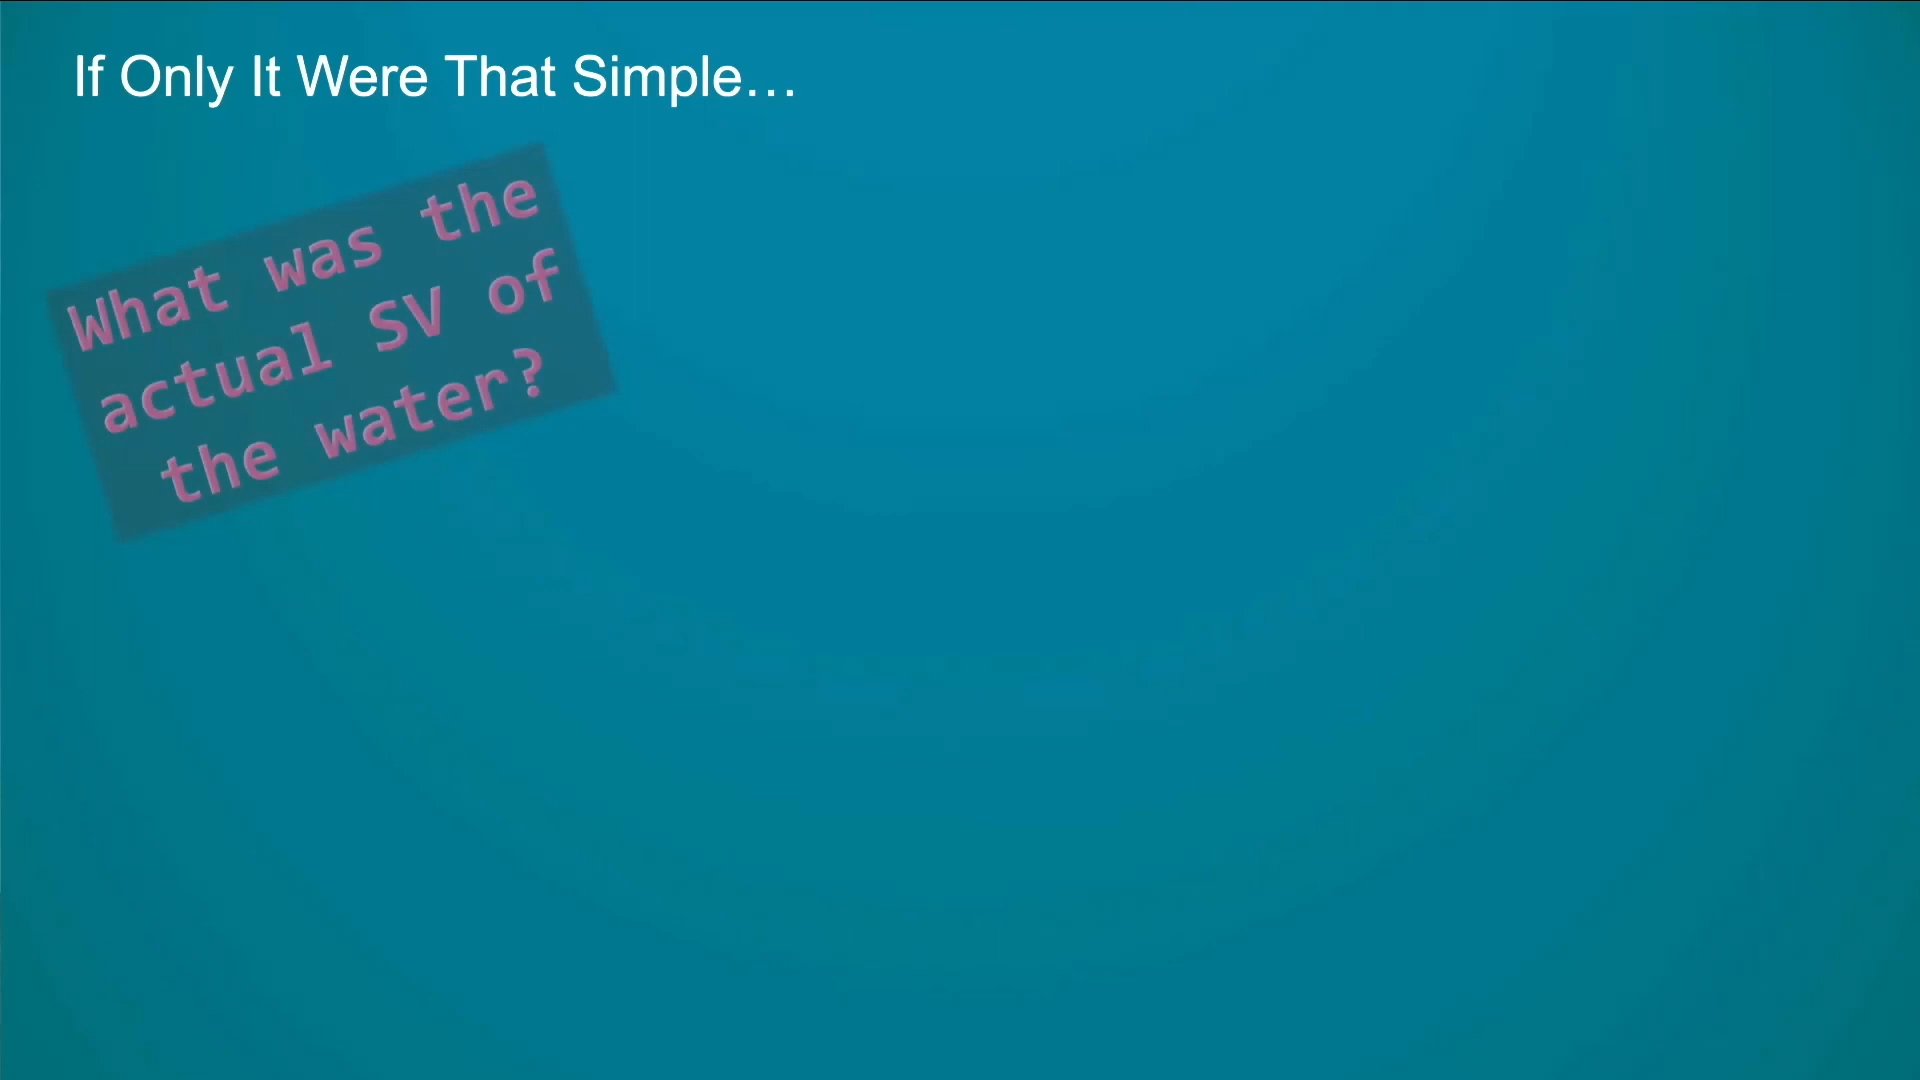 If Only It Were That Simple…
What was the
actual SV of
the water?